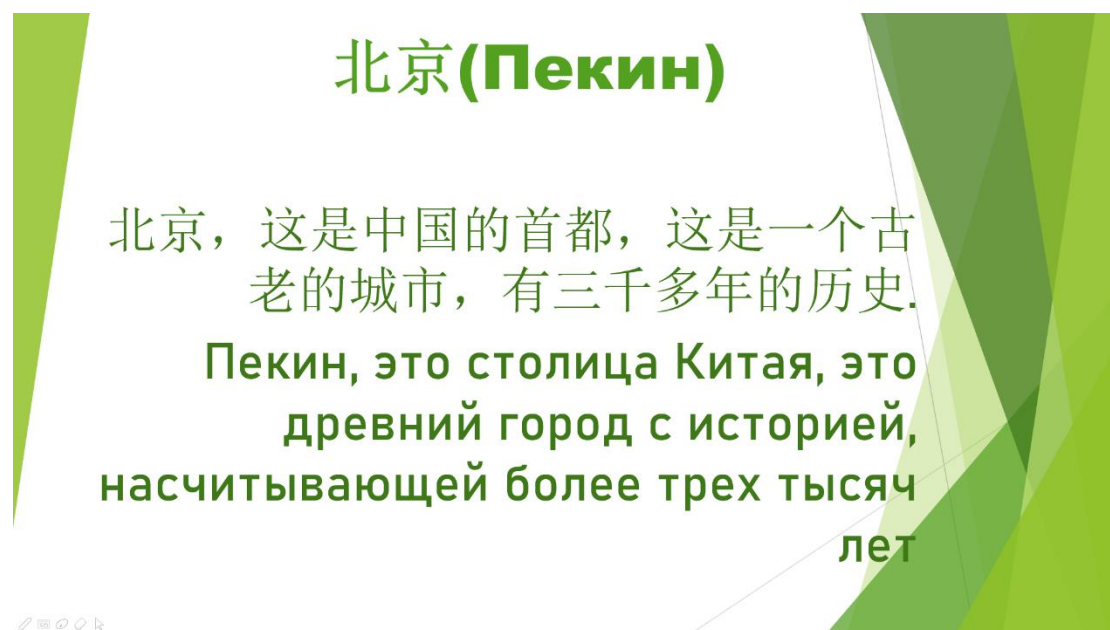 北京(Пекин)
北京，这是中国的首都，这是一个古
老的城市，有三千多年的历史.
Пекин, это столица Китая, это
древний город с историей,
насчитывающей более трех тысяч
лет